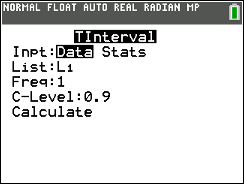 NORMAL FLOAT AUTO REAL RADIAN MP
TInterval
Inpt:Data Stats
List:L₁
Freq:1
C-Level:0.9
Calculate